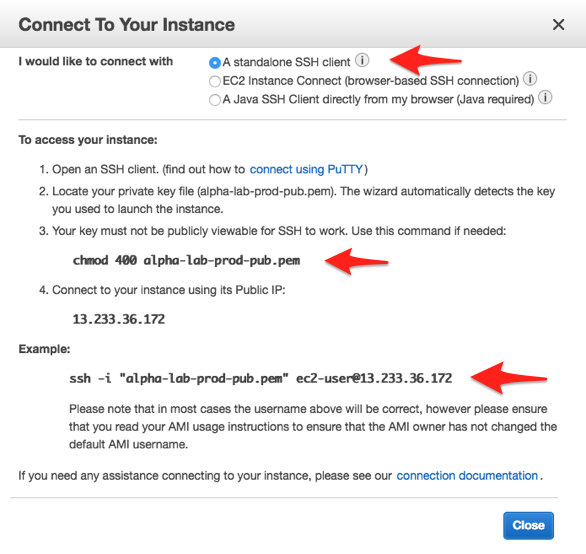 Connect To Your Instance
I would like to connect with
A standalone SSH client
EC2 Instance Connect (browser-based SSH connection)
A Java SSH Client directly from my browser (Java required)
To access your instance:
1. Open an SSH client. (find out how to connect using PuTTY)
2. Locate your private key file (alpha-lab-prod-pub.pem). The wizard automatically detects the key
you used to launch the instance.
3. Your key must not be publicly viewable for SSH to work. Use this command if needed:
chmod 400 alpha-lab-prod-pub.pem
4. Connect to your instance using its Public IP:
13.233.36.172
Example:
ssh -i "alpha-lab-prod-pub.pem" ec2-user@13.233.36.172
Please note that in most cases the username above will be correct, however please ensure
that you read your AMI usage instructions to ensure that the AMI owner has not changed the
default AMI username.
If you need any assistance connecting to your instance, please see our connection documentation .
Close